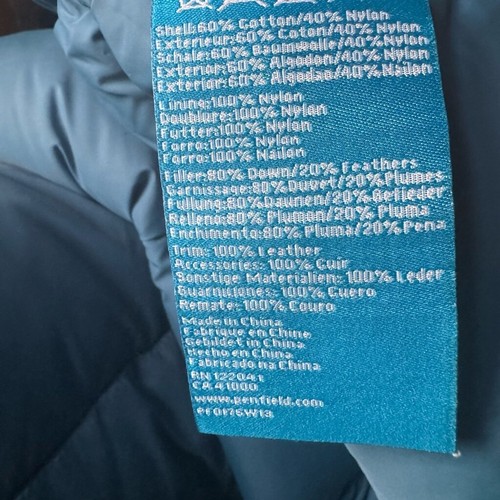 Shell:60% Cotton/40% Nylon
Exterieur:60% Coton/40% Nylon
Schale:60% Baumwolle/40%Nylon
Exterior:60% Algodon/40% Nylon
Exterior:60% Algodao/40% Nailon
Lining:100% Nylon
Doublure:100% Nylon
Futter:100% Nylon
Forro:100% Nylon
Forro:100% Nailon
Filler:80% Down/20% Feathers
Garnissage:80%Duvet/20%Plumes
Fullung:80%Daunen/20%Gefieder
Relleno:80% Plumon/20% Pluma
Enchimento:80% Pluma/20%Pena
Trim: 100% Leather
Accessories: 100% Cuir
Sonstige Materialien: 100% Leder
Guarniuiones: 100% Cuero
Remate: 100% Couro
Made in China
Fabrique en Chine
Gebildet in China
Hecho en China
Fabricado na China
RN 122041
CA 41000
www.penfield.com